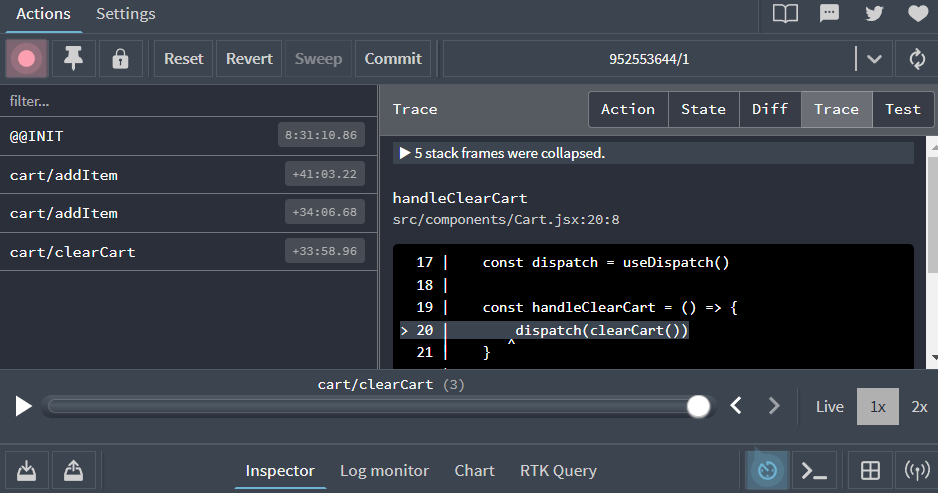 Actions Settings
Reset Revert Sweep Commit 952553644/1
filter...
@@INIT 8:31:10.86
cart/addItem +41:03.22
cart/addItem +34:06.68
cart/clearCart +33:58.96
Trace Action State Diff Trace Test
▶ 5 stack frames were collapsed.
handleClearCart
src/components/Cart.jsx:20:8
17 | const dispatch = useDispatch()
18 |
19 | const handleClearCart = () => {
> 20 | dispatch(clearCart())
| ^
21 | }
cart/clearCart (3)
Live 1x 2x
Inspector Log monitor Chart RTK Query